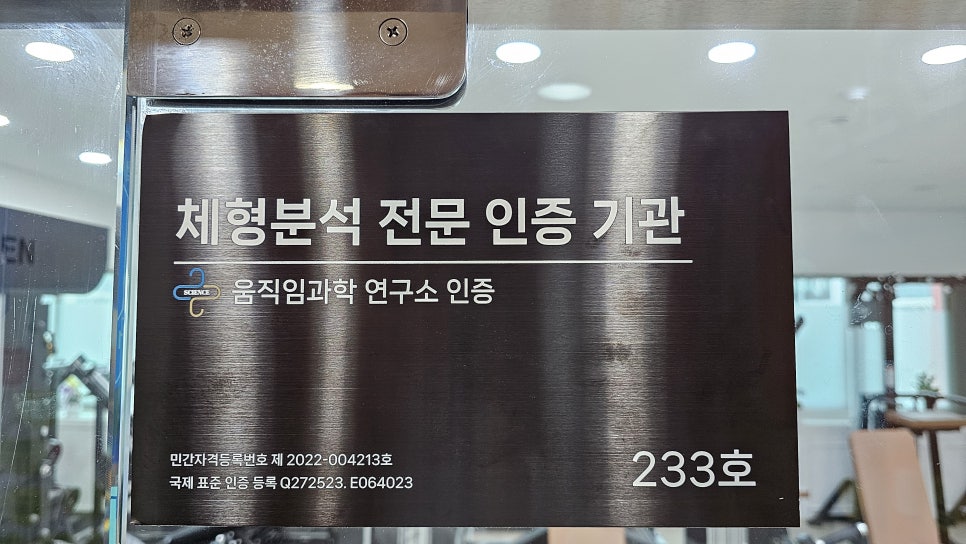 체형분석 전문 인증 기관
SCIENCE 움직임과학 연구소 인증
민간자격등록번호 제 2022-004213호
국제 표준 인증 등록 Q272523. E064023
233호
EN